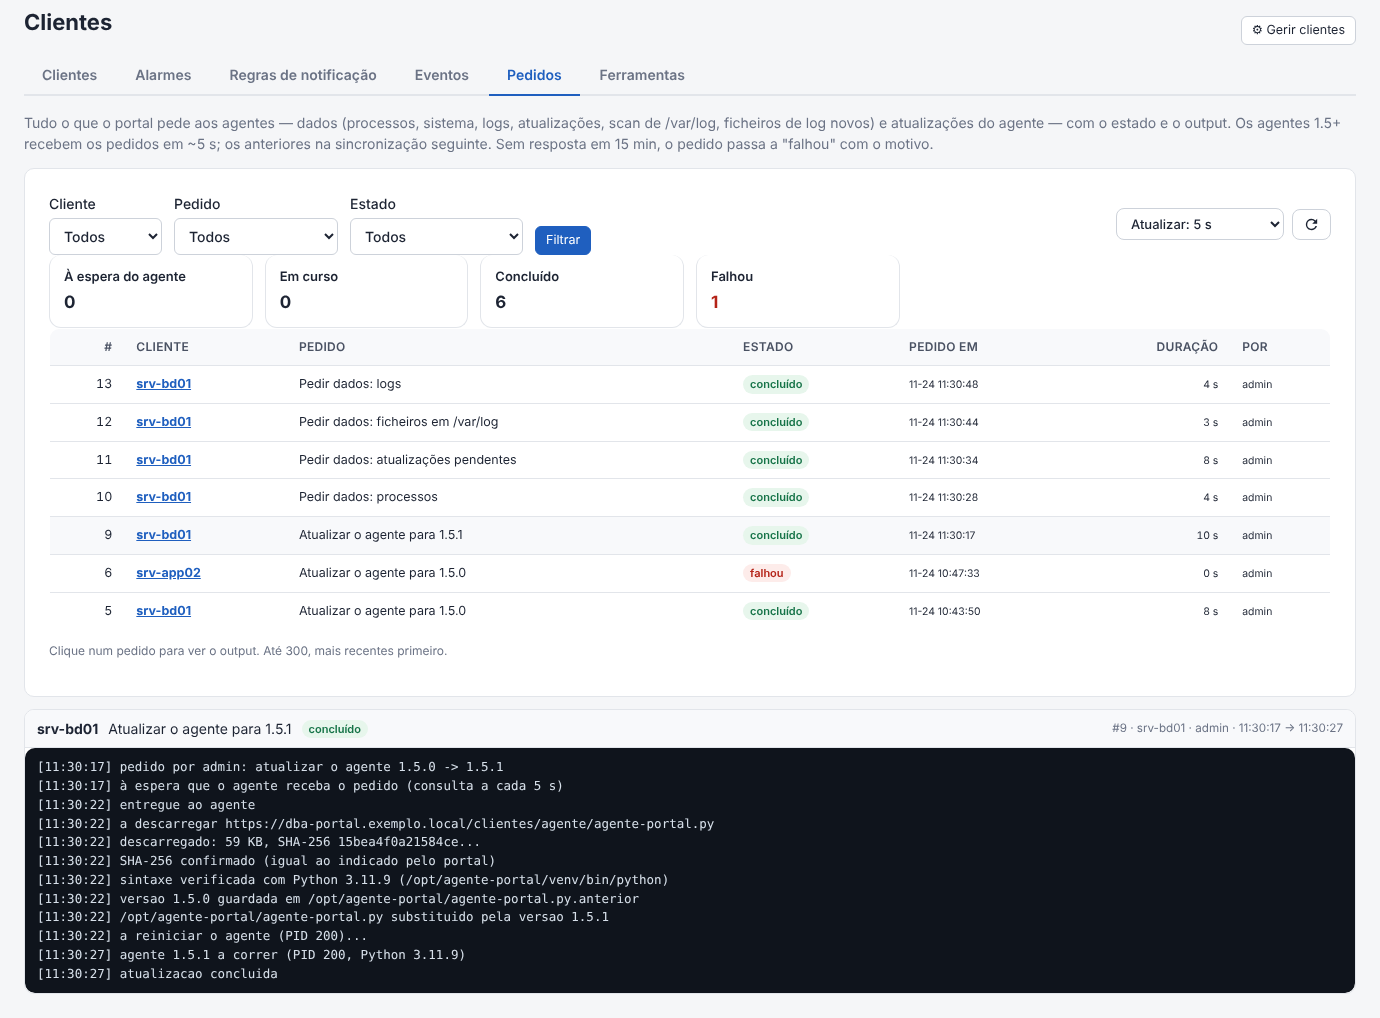 Clientes
⚙ Gerir clientes
Clientes Alarmes Regras de notificação Eventos Pedidos Ferramentas
Tudo o que o portal pede aos agentes — dados (processos, sistema, logs, atualizações, scan de /var/log, ficheiros de log novos) e atualizações do agente — com o estado e o output. Os agentes 1.5+
recebem os pedidos em ~5 s; os anteriores na sincronização seguinte. Sem resposta em 15 min, o pedido passa a "falhou" com o motivo.
Cliente Pedido Estado
Todos Todos Todos Filtrar Atualizar: 5 s
À espera do agente Em curso Concluído Falhou
0 0 6 1
# CLIENTE PEDIDO ESTADO PEDIDO EM DURAÇÃO POR
13 srv-bd01 Pedir dados: logs concluído 11-24 11:30:48 4 s admin
12 srv-bd01 Pedir dados: ficheiros em /var/log concluído 11-24 11:30:44 3 s admin
11 srv-bd01 Pedir dados: atualizações pendentes concluído 11-24 11:30:34 8 s admin
10 srv-bd01 Pedir dados: processos concluído 11-24 11:30:28 4 s admin
9 srv-bd01 Atualizar o agente para 1.5.1 concluído 11-24 11:30:17 10 s admin
6 srv-app02 Atualizar o agente para 1.5.0 falhou 11-24 10:47:33 0 s admin
5 srv-bd01 Atualizar o agente para 1.5.0 concluído 11-24 10:43:50 8 s admin
Clique num pedido para ver o output. Até 300, mais recentes primeiro.
srv-bd01 Atualizar o agente para 1.5.1 concluído #9 · srv-bd01 · admin · 11:30:17 → 11:30:27
[11:30:17] pedido por admin: atualizar o agente 1.5.0 -> 1.5.1
[11:30:17] à espera que o agente receba o pedido (consulta a cada 5 s)
[11:30:22] entregue ao agente
[11:30:22] a descarregar https://dba-portal.exemplo.local/clientes/agente/agente-portal.py
[11:30:22] descarregado: 59 KB, SHA-256 15bea4f0a21584ce...
[11:30:22] SHA-256 confirmado (igual ao indicado pelo portal)
[11:30:22] sintaxe verificada com Python 3.11.9 (/opt/agente-portal/venv/bin/python)
[11:30:22] versao 1.5.0 guardada em /opt/agente-portal/agente-portal.py.anterior
[11:30:22] /opt/agente-portal/agente-portal.py substituido pela versao 1.5.1
[11:30:22] a reiniciar o agente (PID 200)...
[11:30:27] agente 1.5.1 a correr (PID 200, Python 3.11.9)
[11:30:27] atualizacao concluida